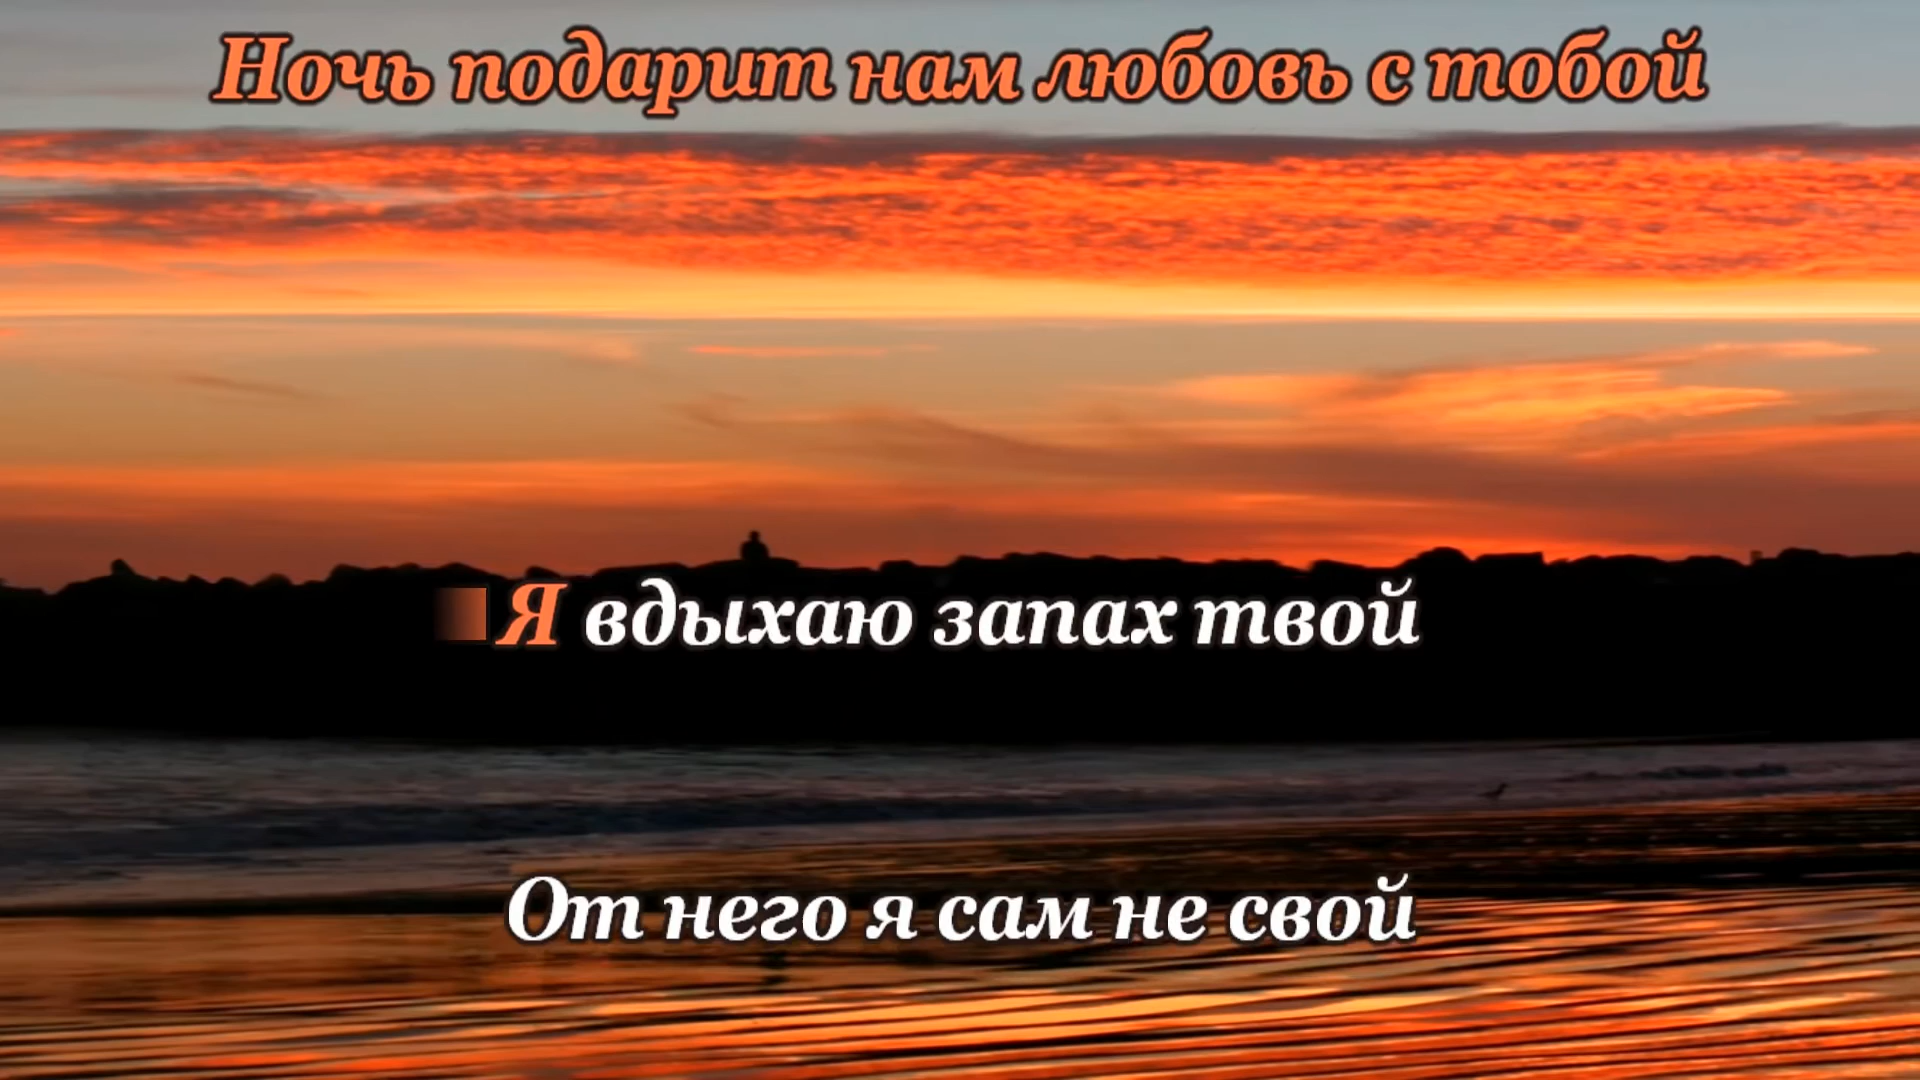 Ночь подарит нам любовь с тобой
Я вдыхаю запах твой
От него я сам не свой